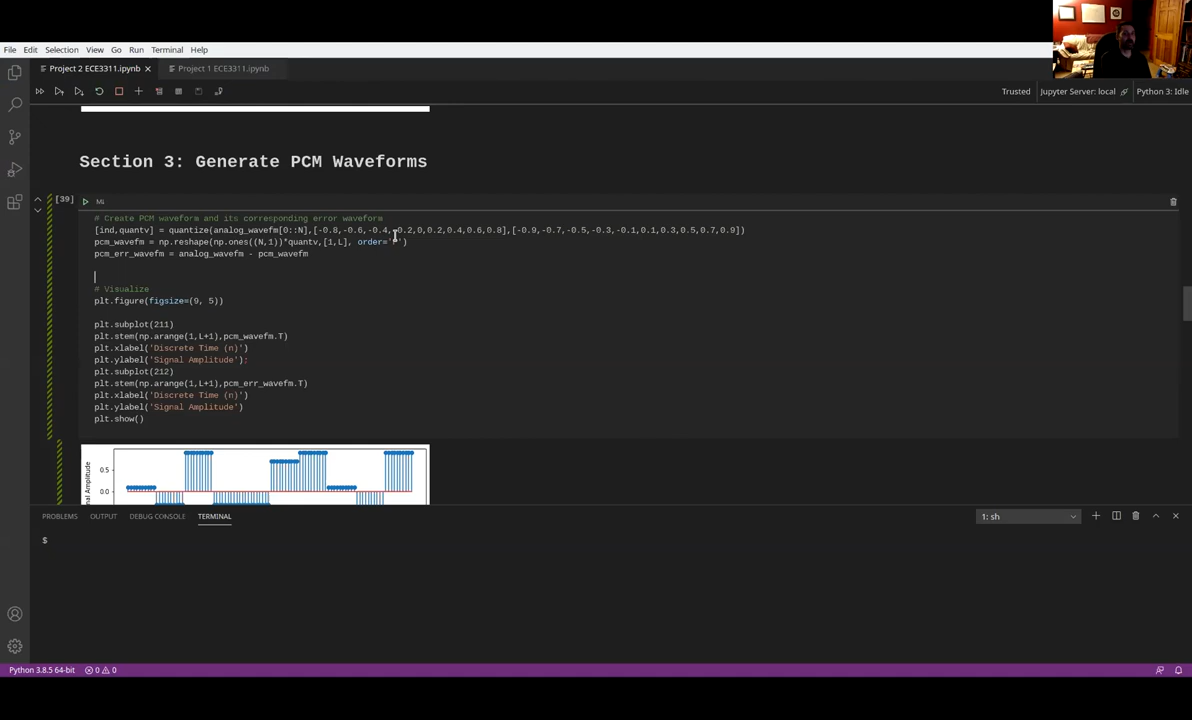 File Edit Selection View Go Run Terminal Help
Project 2 ECE3311.ipynb Project 1 ECE3311.ipynb
Trusted Jupyter Server: local Python 3: Idle
Section 3: Generate PCM Waveforms
[39]
# Create PCM waveform and its corresponding error waveform
[ind,quantv] = quantize(analog_wavefm[0::N],[-0.8,-0.6,-0.4,-0.2,0,0.2,0.4,0.6,0.8],[-0.9,-0.7,-0.5,-0.3,-0.1,0.1,0.3,0.5,0.7,0.9])
pcm_wavefm = np.reshape(np.ones((N,1))*quantv,[1,L], order='F')
pcm_err_wavefm = analog_wavefm - pcm_wavefm
# Visualize
plt.figure(figsize=(9, 5))
plt.subplot(211)
plt.stem(np.arange(1,L+1),pcm_wavefm.T)
plt.xlabel('Discrete Time (n)')
plt.ylabel('Signal Amplitude');
plt.subplot(212)
plt.stem(np.arange(1,L+1),pcm_err_wavefm.T)
plt.xlabel('Discrete Time (n)')
plt.ylabel('Signal Amplitude')
plt.show()
Amplitude
0.5
0.0
PROBLEMS OUTPUT DEBUG CONSOLE TERMINAL
1: sh
$
Python 3.8.5 64-bit 0 0